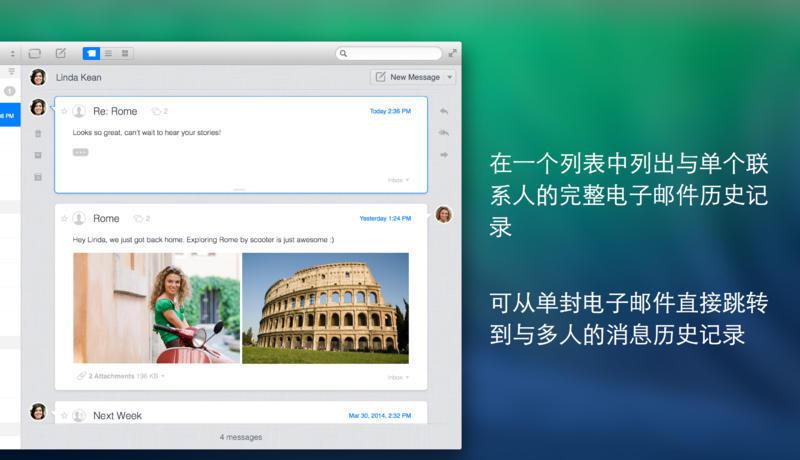 Linda Kean
New Message
1
Re: Rome 2 Today 2:36 PM
Looks so great, can't wait to hear your stories!
Inbox
Rome 2 Yesterday 1:24 PM
Hey Linda, we just got back home. Exploring Rome by scooter is just awesome :)
2 Attachments 196 KB
Inbox
Next Week Mar 30, 2014, 2:32 PM
4 messages
在一个列表中列出与单个联
系人的完整电子邮件历史记
录
可从单封电子邮件直接跳转
到与多人的消息历史记录